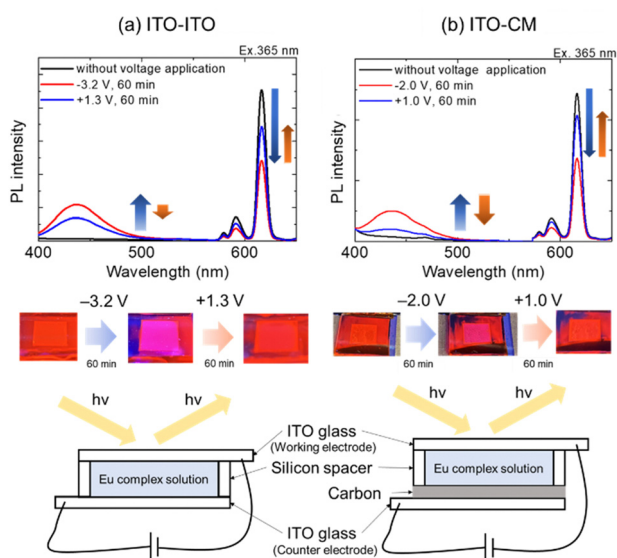 (a) ITO-ITO
Ex.365 nm
without voltage application
-3.2 V, 60 min
+1.3 V, 60 min
PL intensity
400
500
600
Wavelength (nm)
(b) ITO-CM
Ex. 365 nm
without voltage application
-2.0 V, 60 min
+1.0 V, 60 min
PL intensity
400
500
600
Wavelength (nm)
–3.2 V
+1.3 V
60 min
60 min
–2.0 V
+1.0 V
60 min
60 min
hv
hv
hv
hv
ITO glass
(Working electrode)
Silicon spacer
Eu complex solution
Eu complex solution
Carbon
ITO glass
(Counter electrode)